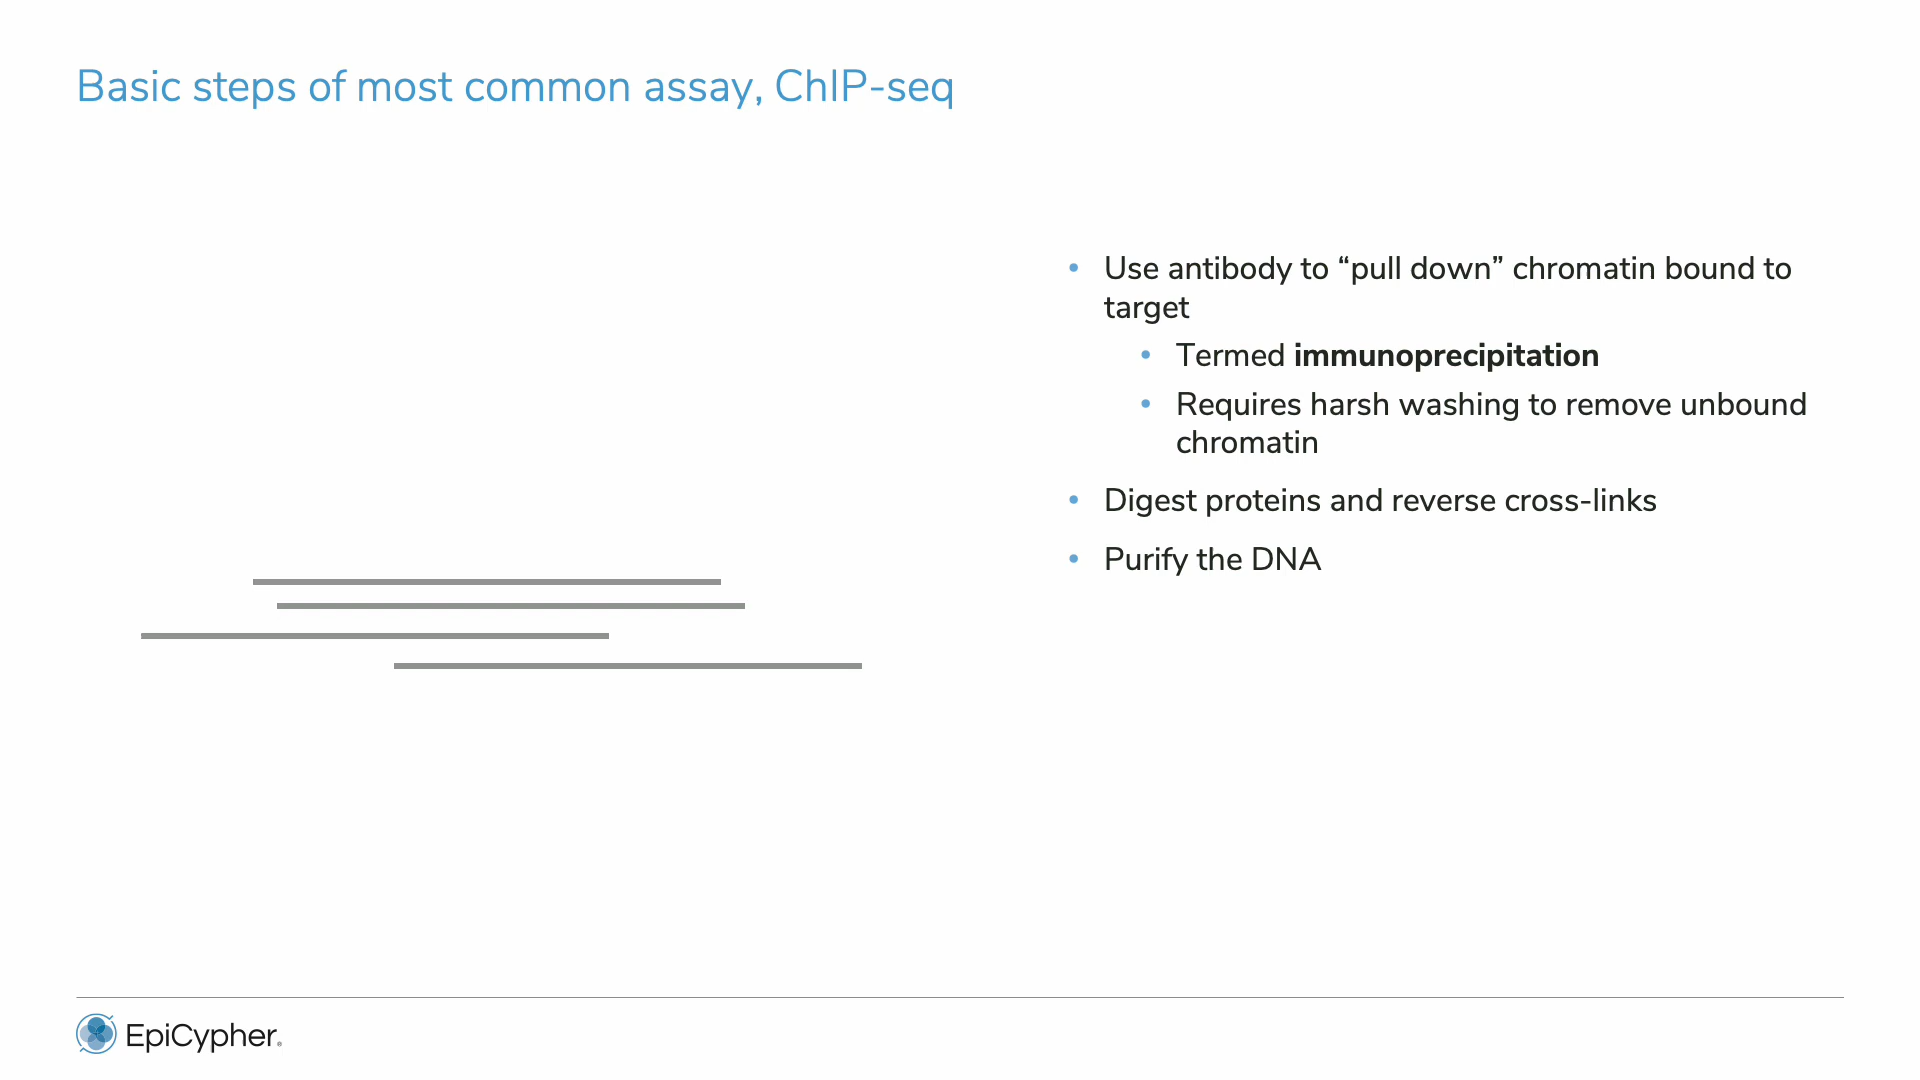 Basic steps of most common assay, ChIP-seq
• Use antibody to “pull down” chromatin bound to
target
• Termed immunoprecipitation
• Requires harsh washing to remove unbound
chromatin
• Digest proteins and reverse cross-links
• Purify the DNA
EpiCypher®